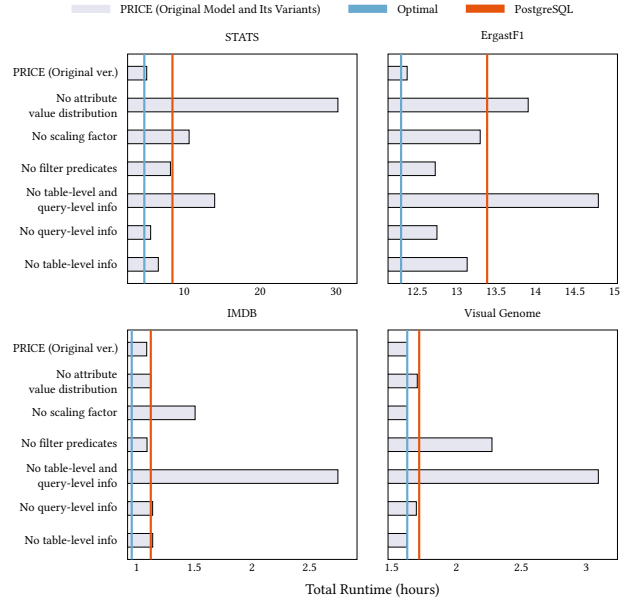 PRICE (Original Model and Its Variants) Optimal PostgreSQL
STATS ErgastF1
PRICE (Original ver.)
No attribute
value distribution
No scaling factor
No filter predicates
No table-level and
query-level info
No query-level info
No table-level info
10 20 30 12.5 13 13.5 14 14.5 15
IMDB Visual Genome
PRICE (Original ver.)
No attribute
value distribution
No scaling factor
No filter predicates
No table-level and
query-level info
No query-level info
No table-level info
1 1.5 2 2.5 1.5 2 2.5 3
Total Runtime (hours)